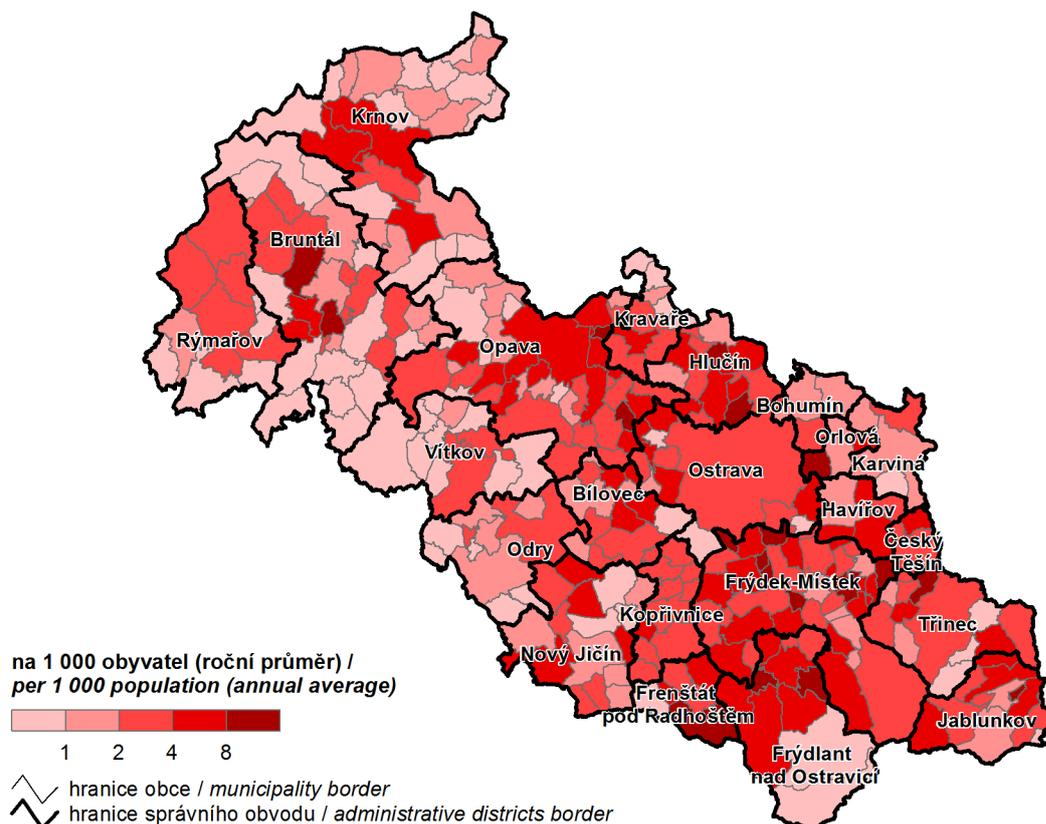 Krnov
Bruntál
Rýmařov
Opava
Kravaře
Hlučín
Bohumín
Orlová
Karviná
Vítkov
Ostrava
Bílovec
Havířov
Český
Těšín
Odry
Frýdek-Místek
Kopřivnice
Třinec
Nový Jičín
Frenštát
pod Radhoštěm
Jablunkov
Frýdlant
nad Ostravicí
na 1 000 obyvatel (roční průměr) /
per 1 000 population (annual average)
1 2 4 8
hranice obce / municipality border
hranice správního obvodu / administrative districts border